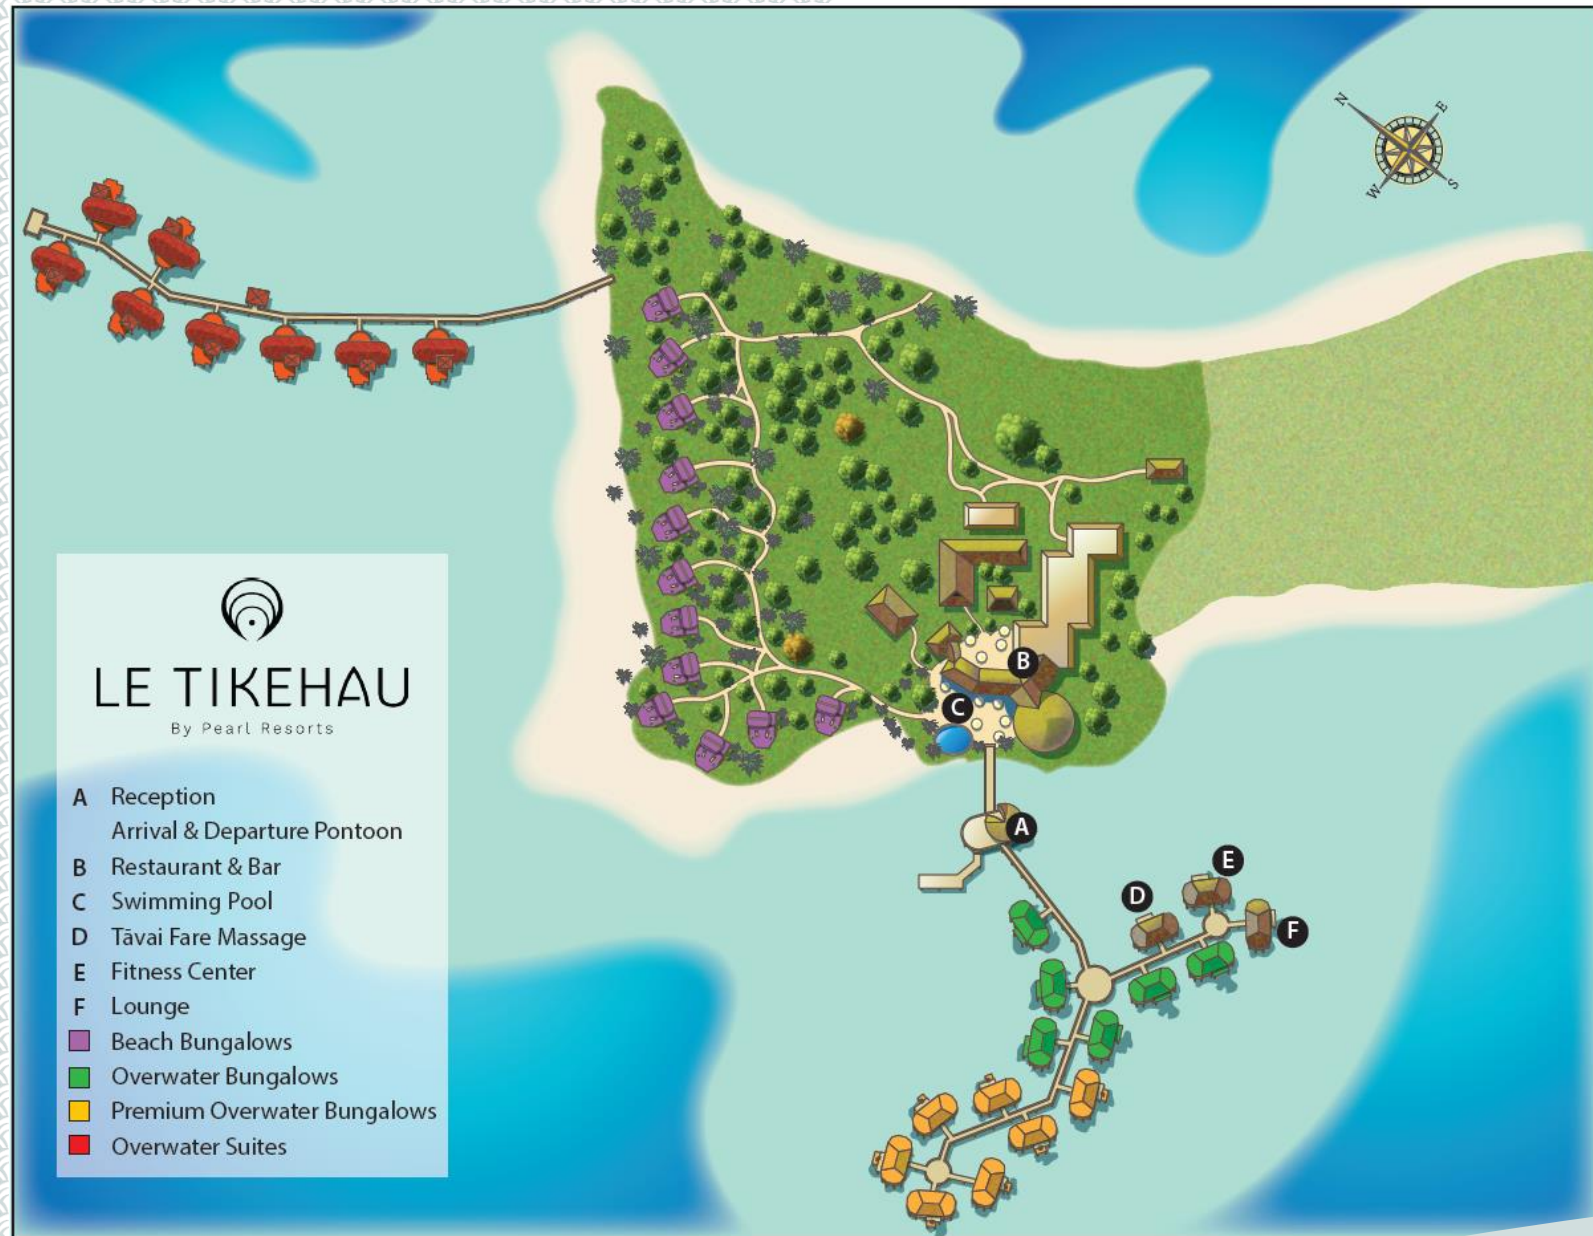 N
E
W
S
LE TIKEHAU
By Pearl Resorts
A Reception
Arrival & Departure Pontoon
B Restaurant & Bar
C Swimming Pool
D Tāvai Fare Massage
E Fitness Center
F Lounge
Beach Bungalows
Overwater Bungalows
Premium Overwater Bungalows
Overwater Suites
B
C
A
E
D
F